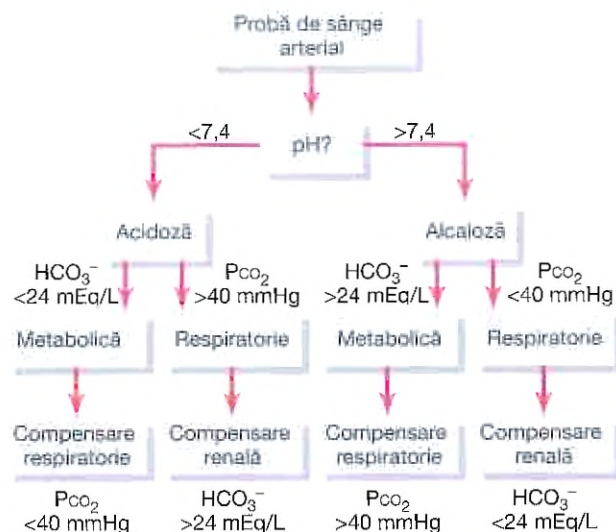 Probă de sânge
arterial
<7,4
pH?
>7,4
Acidoză
Alcaloză
HCO₃⁻
<24 mEq/L
Pco₂
>40 mmHg
HCO₃⁻
>24 mEq/L
Pco₂
<40 mmHg
Metabolică
Respiratorie
Metabolică
Respiratorie
Compensare
respiratorie
Compensare
renală
Compensare
respiratorie
Compensare
renală
Pco₂
<40 mmHg
HCO₃⁻
>24 mEq/L
Pco₂
>40 mmHg
HCO₃⁻
<24 mEq/L